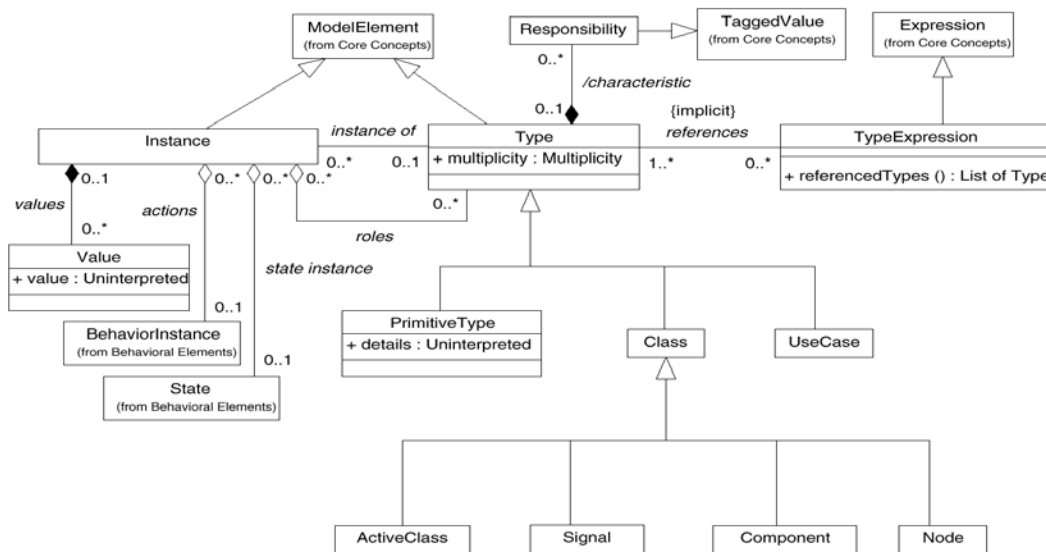 ModelElement
(from Core Concepts)
Responsibility
TaggedValue
(from Core Concepts)
Expression
(from Core Concepts)
0..*
/characteristic
0..1
{implicit}
references
Instance
instance of
0..*
0..1
Type
+ multiplicity : Multiplicity
1..*
0..*
TypeExpression
+ referencedTypes () : List of Type
0..1
0..*
0..*
0..*
values
actions
0..*
roles
0..*
Value
+ value : Uninterpreted
state instance
0..1
BehaviorInstance
(from Behavioral Elements)
0..1
State
(from Behavioral Elements)
PrimitiveType
+ details : Uninterpreted
Class
UseCase
ActiveClass
Signal
Component
Node